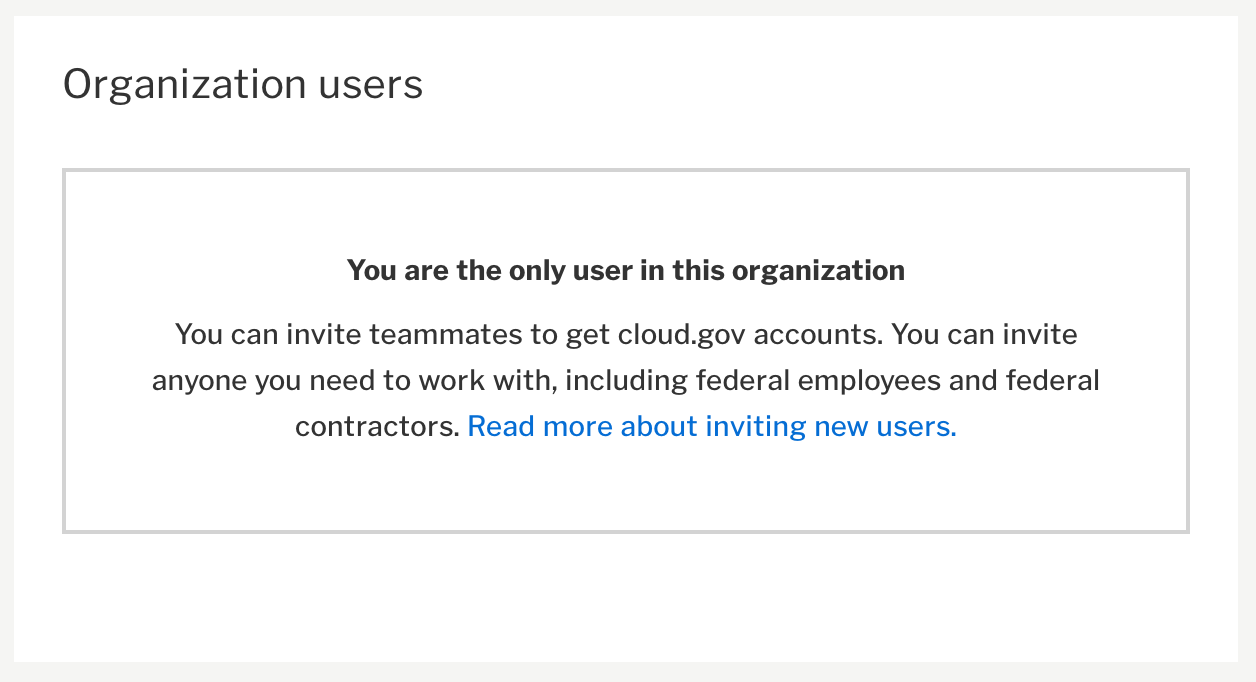 Organization users
You are the only user in this organization
You can invite teammates to get cloud.gov accounts. You can invite
anyone you need to work with, including federal employees and federal
contractors. Read more about inviting new users.